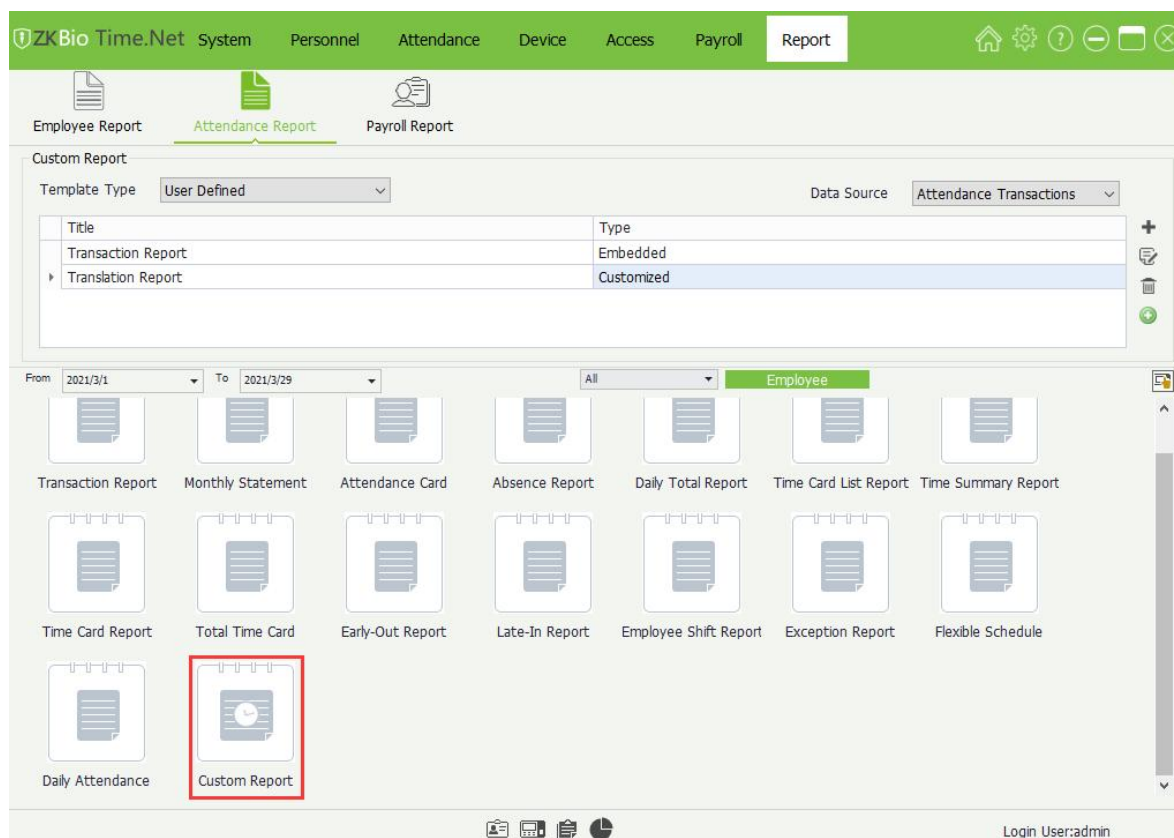 ZKBio Time.Net System Personnel Attendance Device Access Payroll Report
Employee Report Attendance Report Payroll Report
Custom Report
Template Type User Defined Data Source Attendance Transactions
Title Type
Transaction Report Embedded
Translation Report Customized
From 2021/3/1 To 2021/3/29 All Employee
Transaction Report Monthly Statement Attendance Card Absence Report Daily Total Report Time Card List Report Time Summary Report
Time Card Report Total Time Card Early-Out Report Late-In Report Employee Shift Report Exception Report Flexible Schedule
Daily Attendance Custom Report
Login User:admin